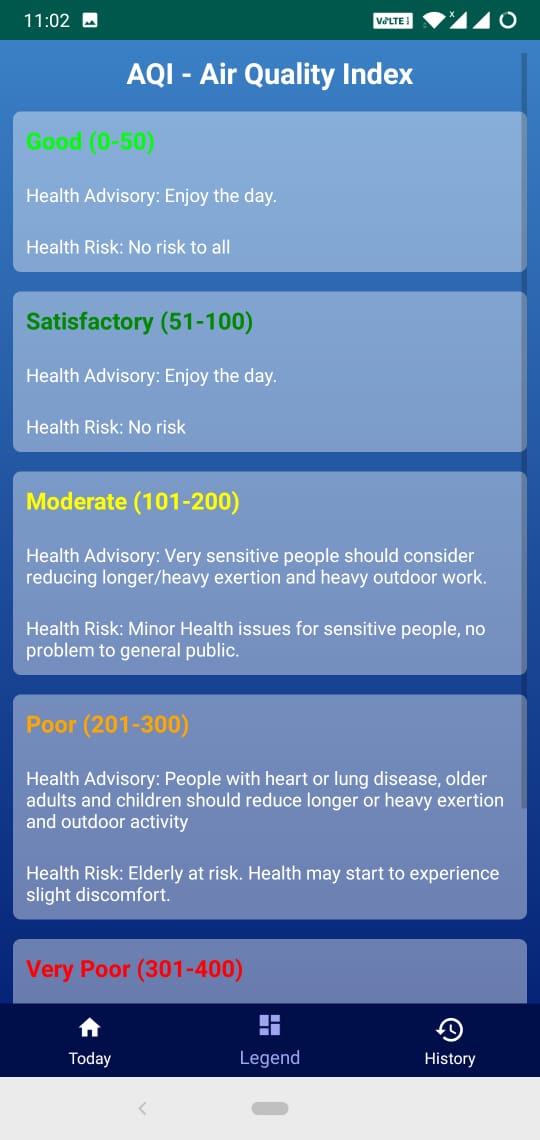 11:02
VoLTE
AQI - Air Quality Index
Good (0-50)
Health Advisory: Enjoy the day.
Health Risk: No risk to all
Satisfactory (51-100)
Health Advisory: Enjoy the day.
Health Risk: No risk
Moderate (101-200)
Health Advisory: Very sensitive people should consider
reducing longer/heavy exertion and heavy outdoor work.
Health Risk: Minor Health issues for sensitive people, no
problem to general public.
Poor (201-300)
Health Advisory: People with heart or lung disease, older
adults and children should reduce longer or heavy exertion
and outdoor activity
Health Risk: Elderly at risk. Health may start to experience
slight discomfort.
Very Poor (301-400)
Today
Legend
History